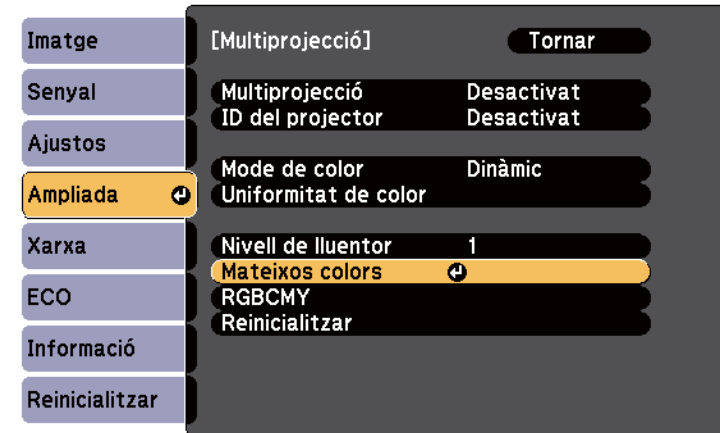 Imatge
Senyal
Ajustos
Ampliada
Xarxa
ECO
Informació
Reinicialitzar
[Multiprojecció] Tornar
Multiprojecció Desactivat
ID del projector Desactivat
Mode de color Dinàmic
Uniformitat de color
Nivell de lluentor 1
Mateixos colors
RGBCMY
Reinicialitzar